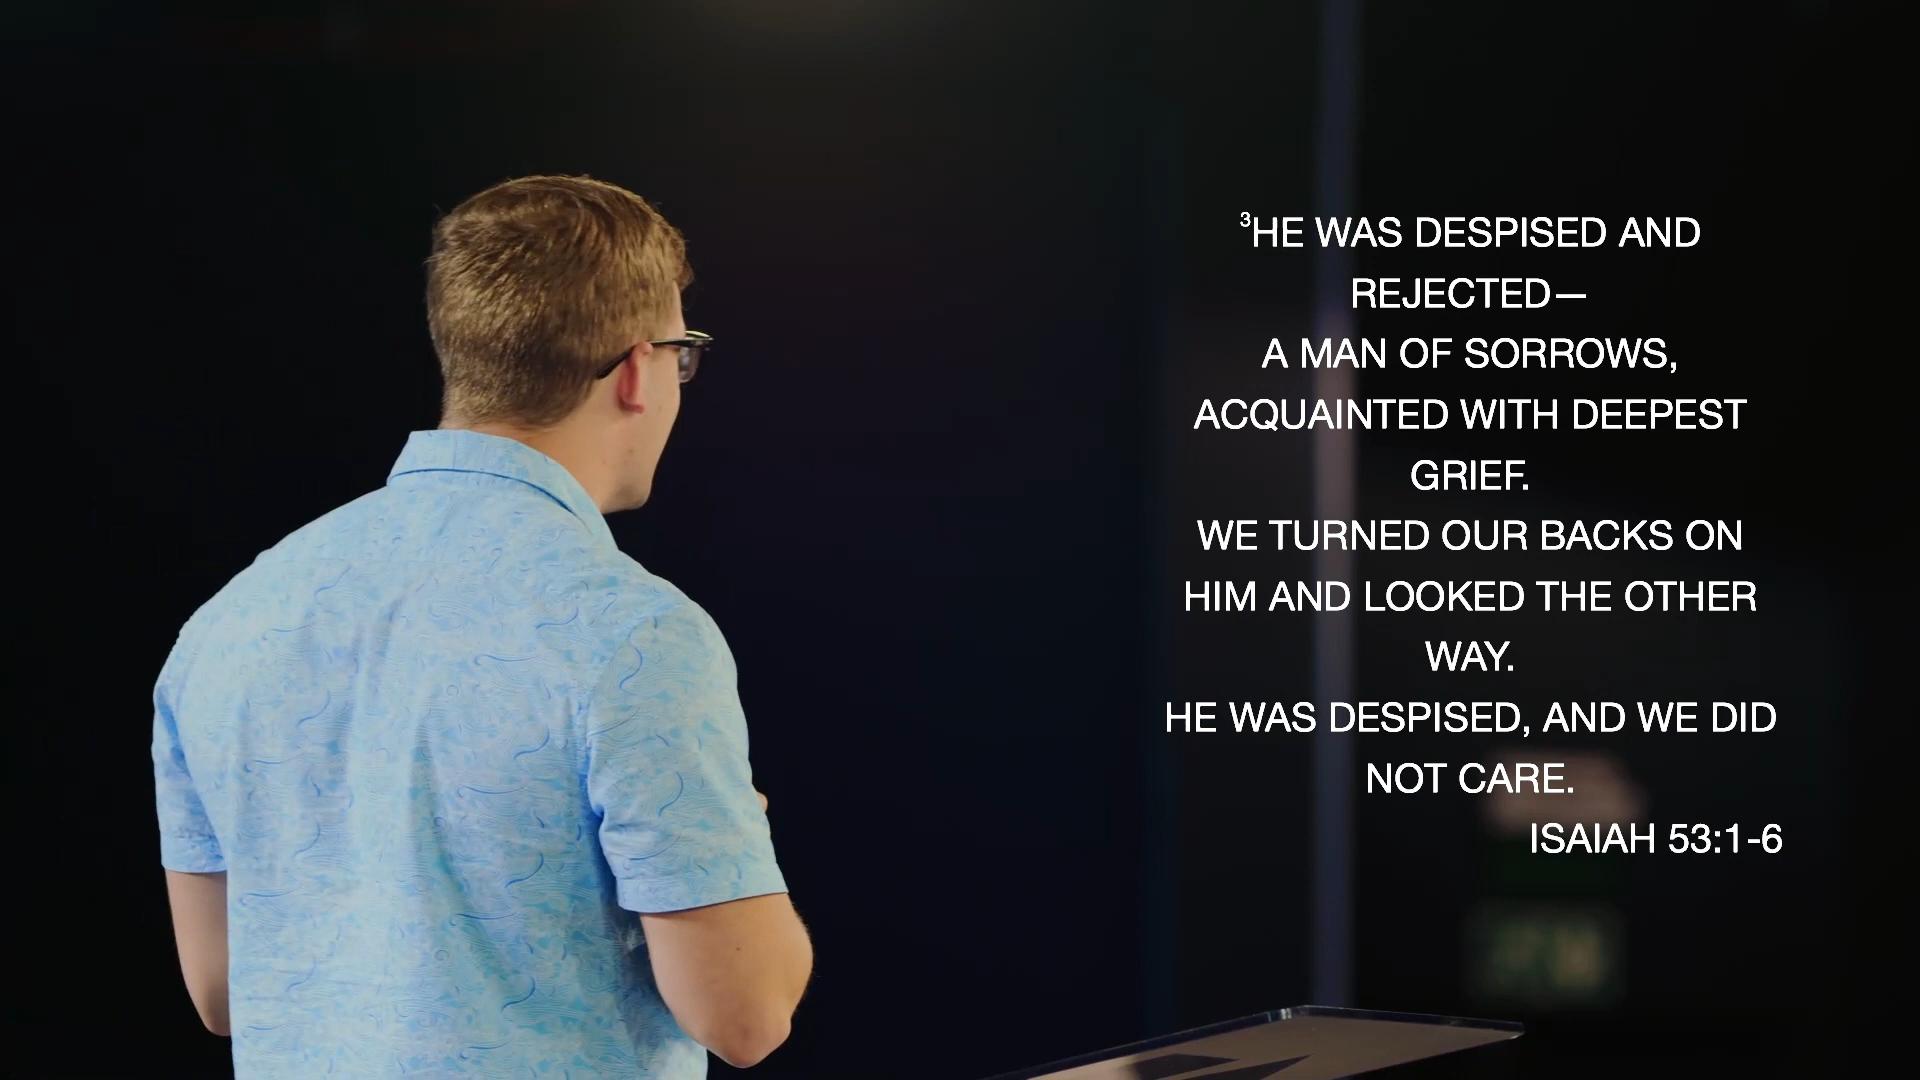 ³HE WAS DESPISED AND
REJECTED—
A MAN OF SORROWS,
ACQUAINTED WITH DEEPEST
GRIEF.
WE TURNED OUR BACKS ON
HIM AND LOOKED THE OTHER
WAY.
HE WAS DESPISED, AND WE DID
NOT CARE.
ISAIAH 53:1-6